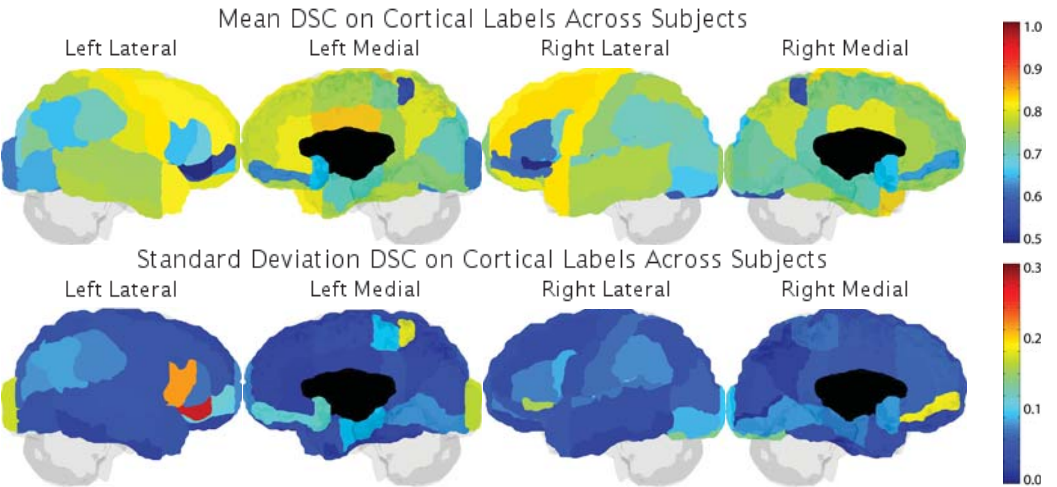 Mean DSC on Cortical Labels Across Subjects
Left Lateral Left Medial Right Lateral Right Medial
1.0
0.9
0.8
0.7
0.6
0.5
Standard Deviation DSC on Cortical Labels Across Subjects
Left Lateral Left Medial Right Lateral Right Medial
0.3
0.2
0.1
0.0